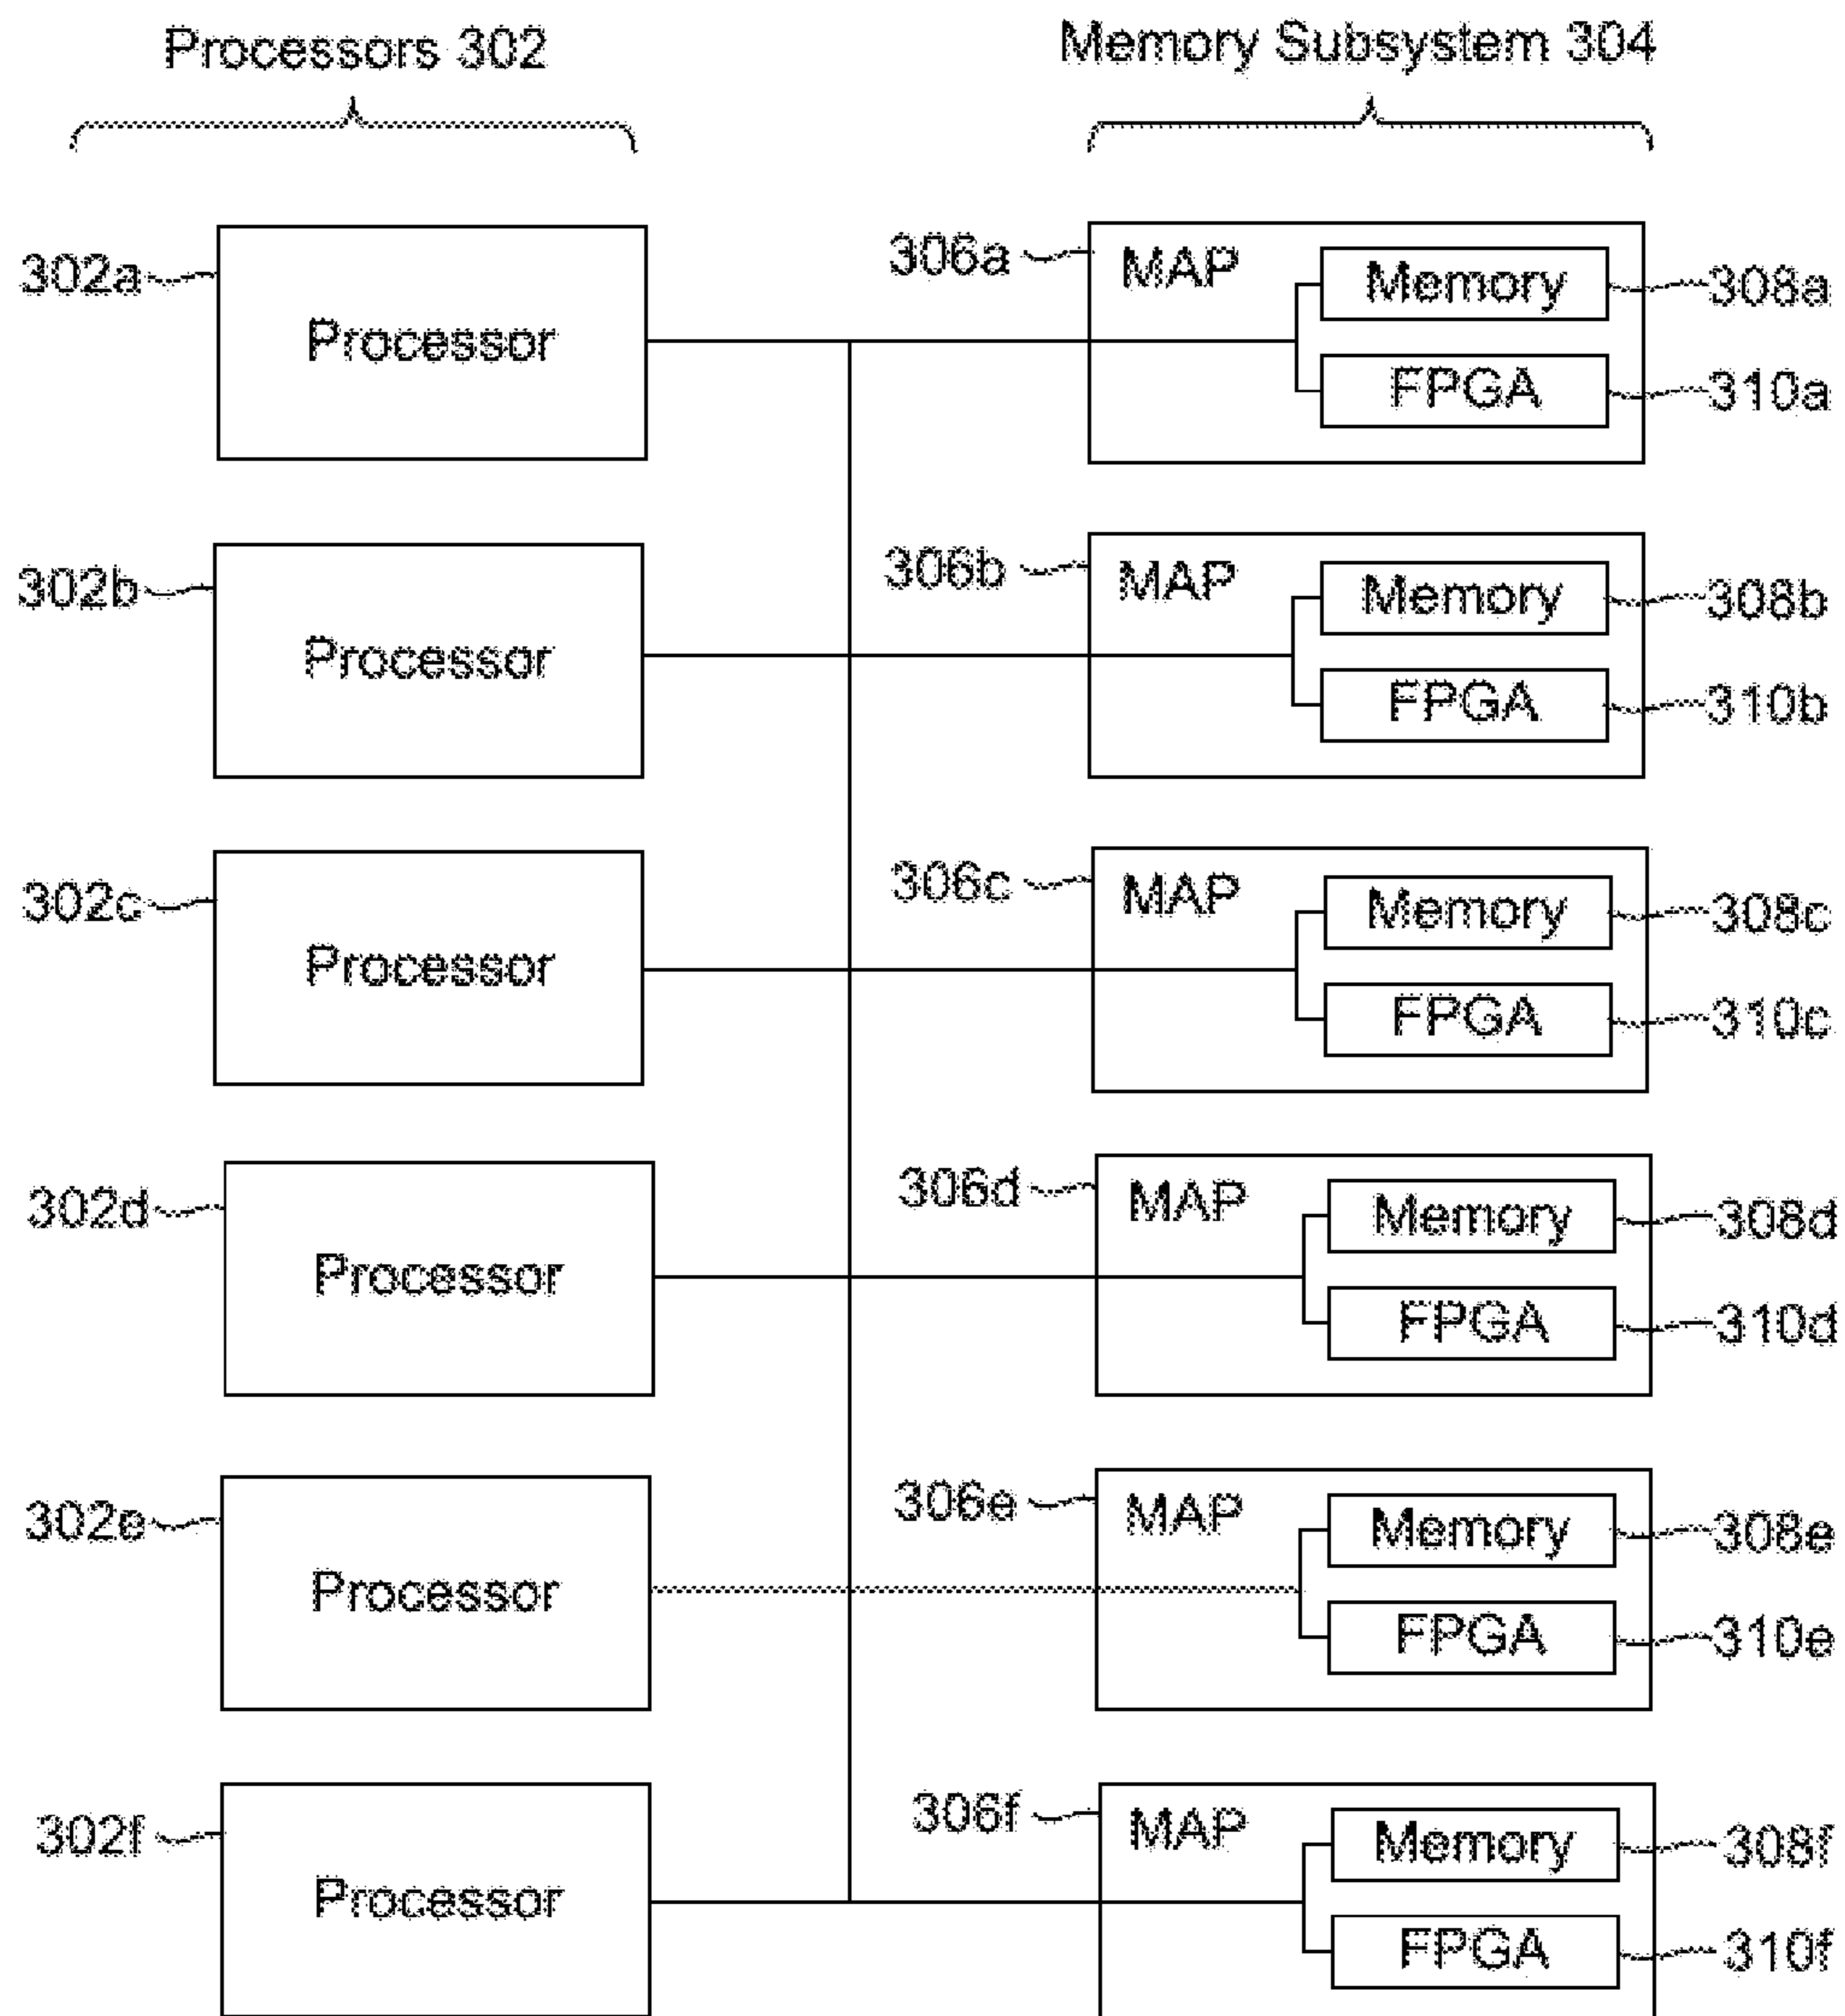 Processors 302
Memory Subsystem 304
302a
Processor
306a
MAP
Memory
308a
FPGA
310a
302b
Processor
306b
MAP
Memory
308b
FPGA
310b
302c
Processor
306c
MAP
Memory
308c
FPGA
310c
302d
Processor
306d
MAP
Memory
308d
FPGA
310d
302e
Processor
306e
MAP
Memory
308e
FPGA
310e
302f
Processor
306f
MAP
Memory
308f
FPGA
310f